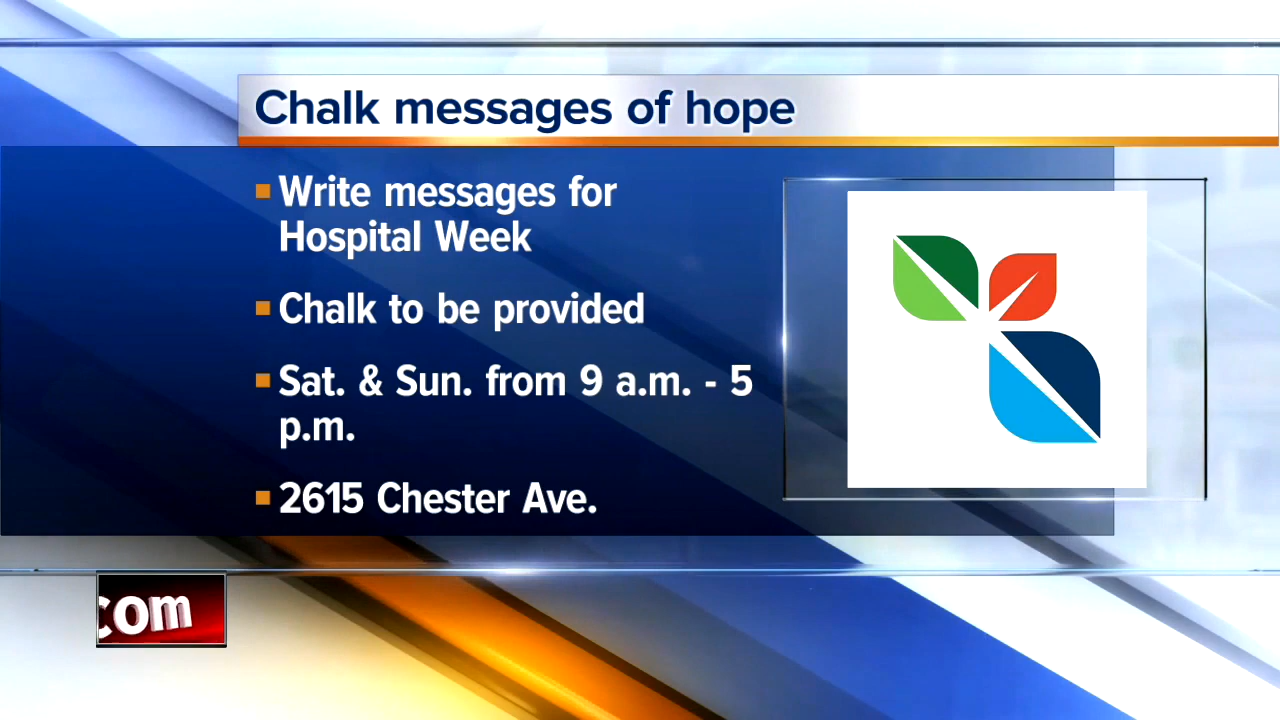 Chalk messages of hope
Write messages for
Hospital Week
Chalk to be provided
Sat. & Sun. from 9 a.m. - 5
p.m.
2615 Chester Ave.
com